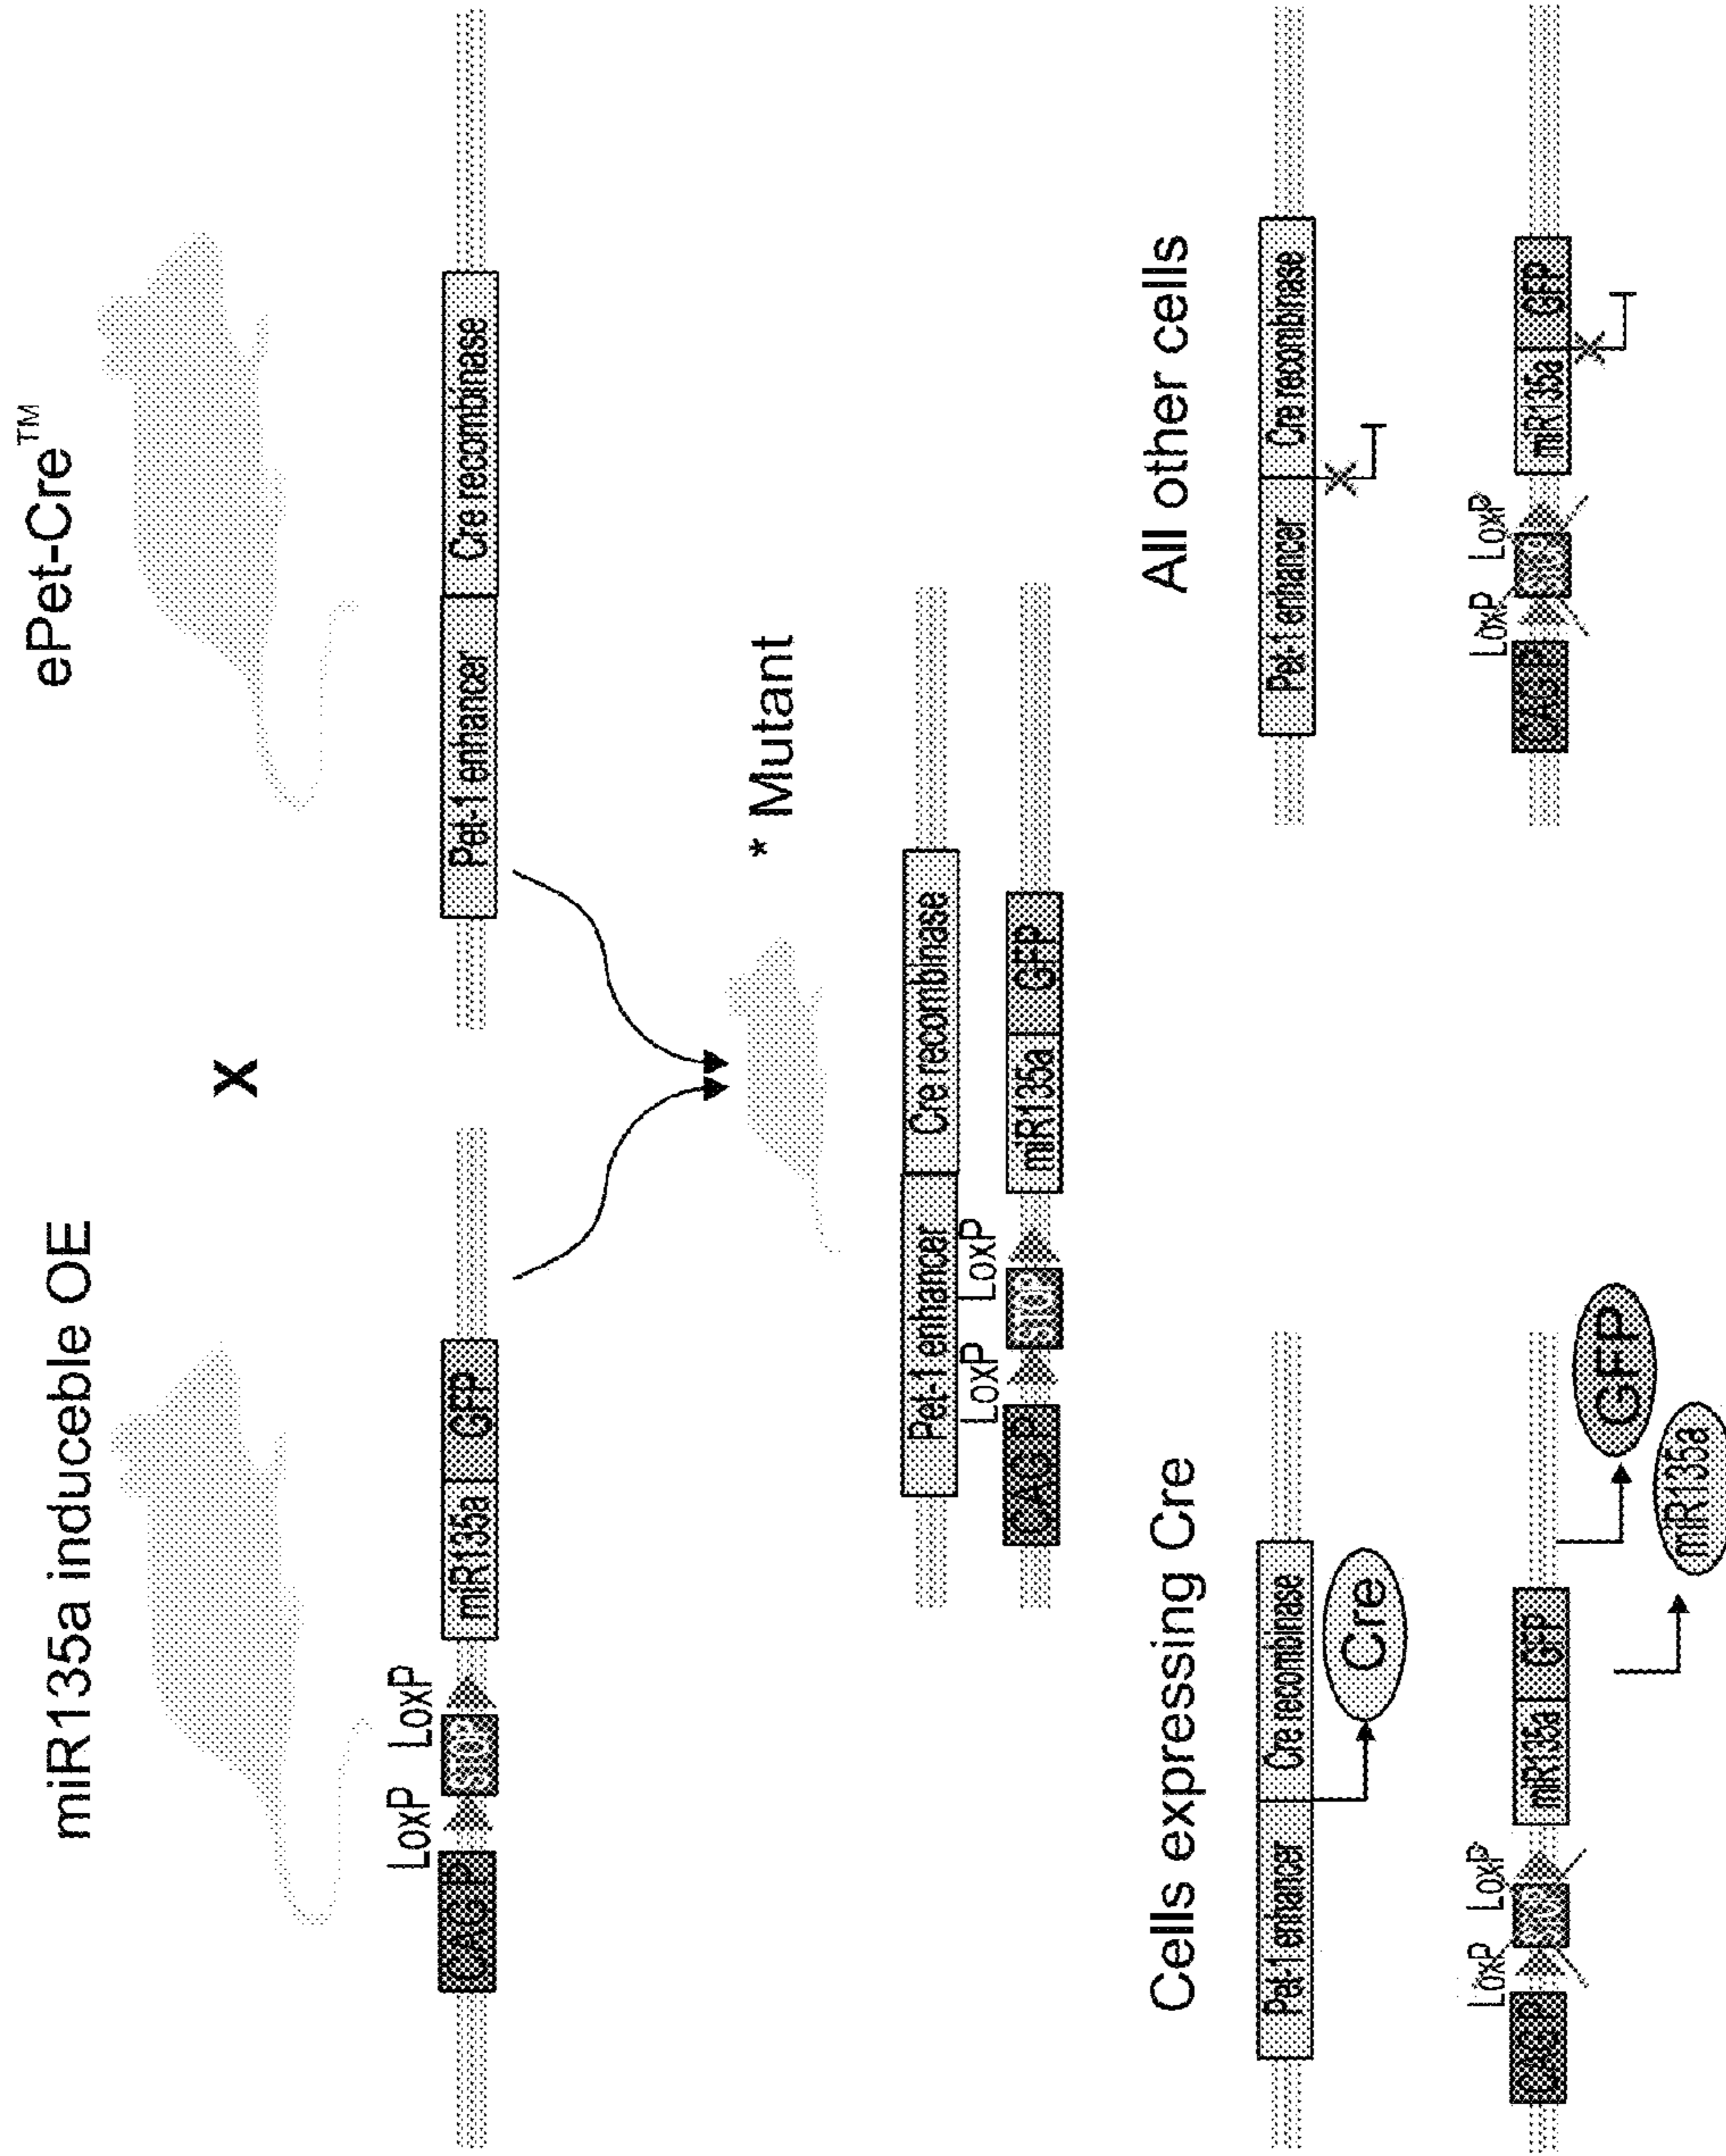 miR135a induceble OE
X
ePet-Cre™
LoxP LoxP
CAG P STOP miR135a GFP
Pet-1 enhancer Cre recombinase
* Mutant
Pet-1 enhancer Cre recombinase
LoxP LoxP
CAG P STOP miR135a GFP
Cells expressing Cre
Pet-1 enhancer Cre recombinase
Cre
LoxP LoxP
CAG P STOP miR135a GFP
GFP
miR135a
All other cells
Pet-1 enhancer Cre recombinase
X
LoxP LoxP
CAG P STOP miR135a GFP
X